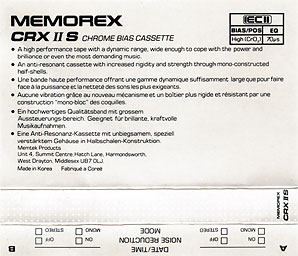 MEMOREX
CRX II S CHROME BIAS CASSETTE
IEC II
BIAS/POS EQ
High (CrO₂) 70µs
• A high performance tape with a dynamic range, wide enough to cope with the power and
brilliance or even the most demanding music.
• An anti-resonant cassette with increased rigidity and strength through mono-constructed
half-shells.
• Une bande haute performance offrant une gamme dynamique suffisamment large que pour faire
face à la puissance et la netteté des sons les plus exigeants.
• Aucune vibration grâce au nouveau mécanisme et un boîtier plus rigide et résistant par une
construction "mono-bloc" des coquilles.
• Ein hochwertiges Qualitätsband mit grossem
Aussteuerungs-bereich. Geeignet für brillante, kraftvolle
Musikaufnahmen.
• Eine Anti-Resonanz-Kassette mit unbiegsamem, speziell
verstärktem Gehäuse in Halbschalen-Konstruktion.
Memtek Products
Unit 4, Summit Centre, Hatch Lane, Harmondsworth,
West Drayton, Middlesex UB7 0LJ.
Made in Korea Fabriqué a Coreé
MEMOREX
CRX II S
A
B
DATE/TIME
NOISE REDUCTION
ON
OFF
MONO
STEREO
ON
OFF
MONO
STEREO